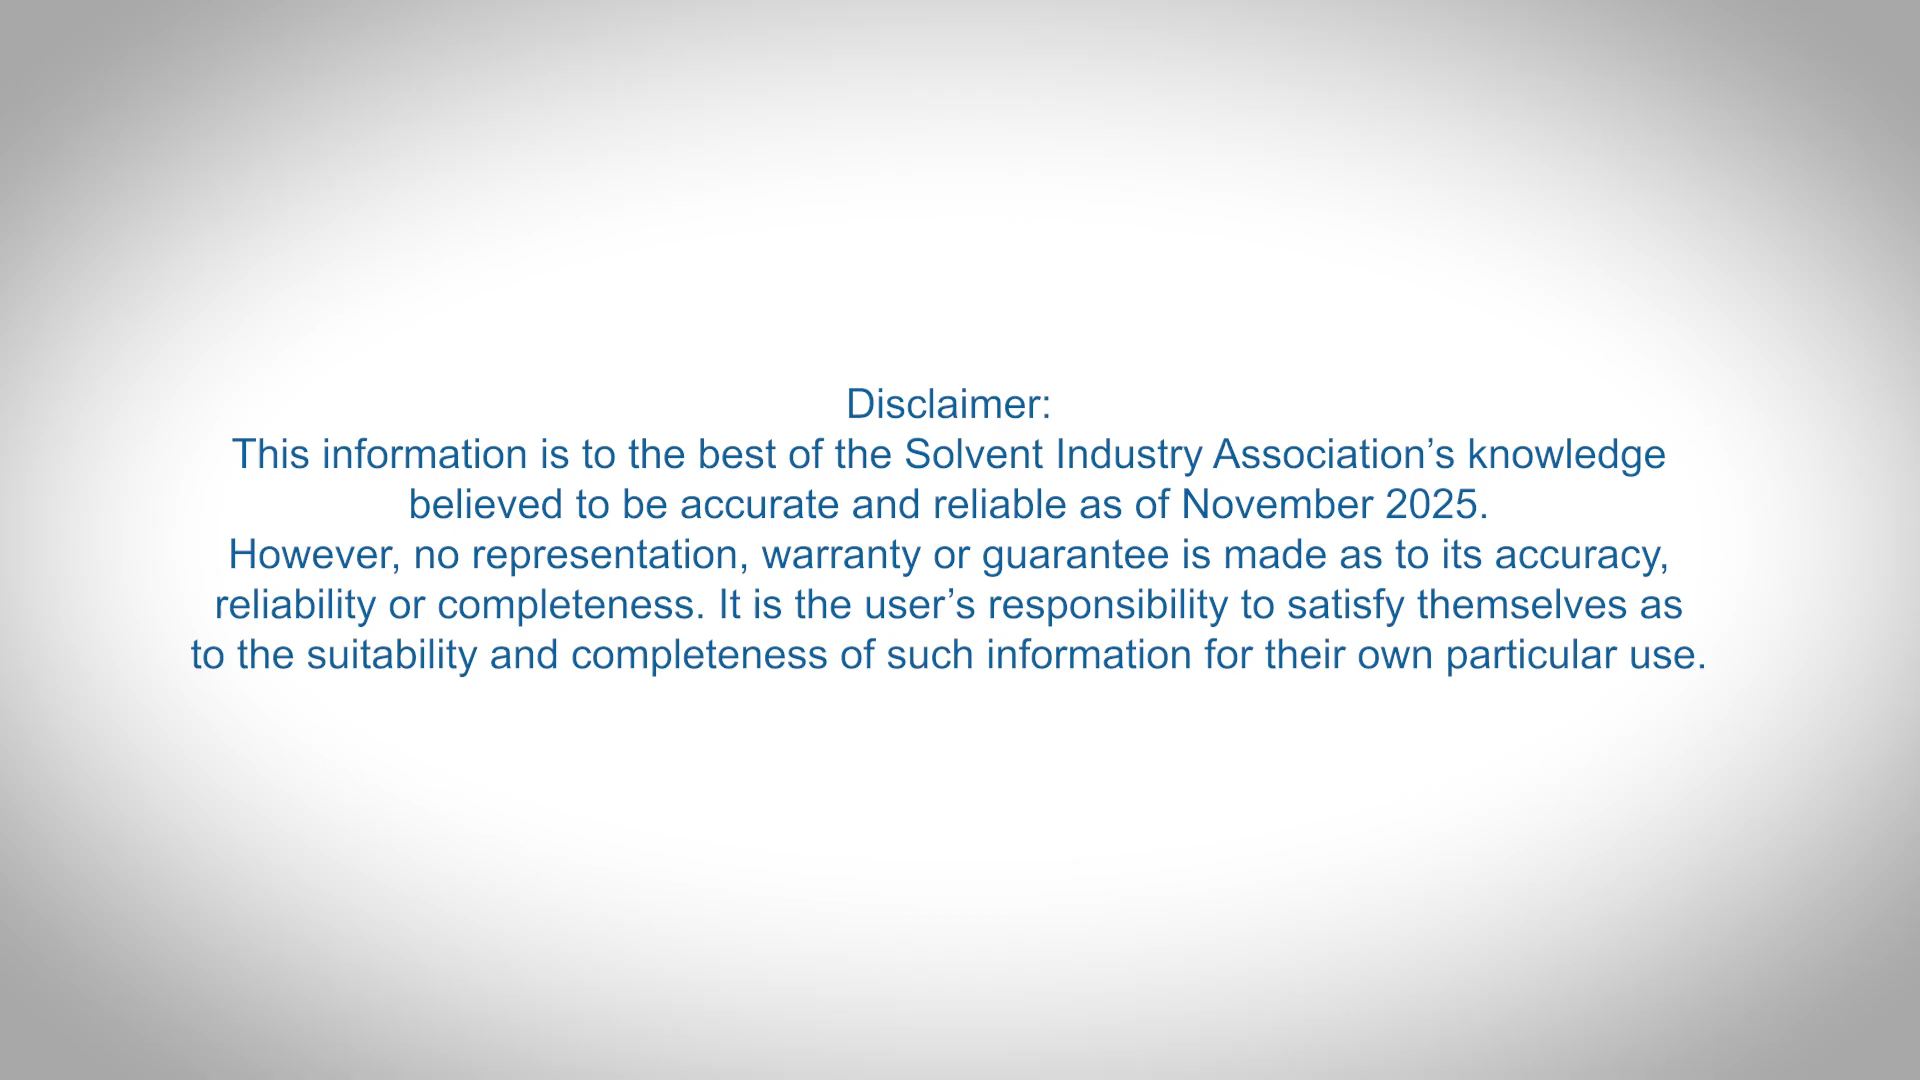 Disclaimer:
This information is to the best of the Solvent Industry Association’s knowledge
believed to be accurate and reliable as of November 2025.
However, no representation, warranty or guarantee is made as to its accuracy,
reliability or completeness. It is the user’s responsibility to satisfy themselves as
to the suitability and completeness of such information for their own particular use.